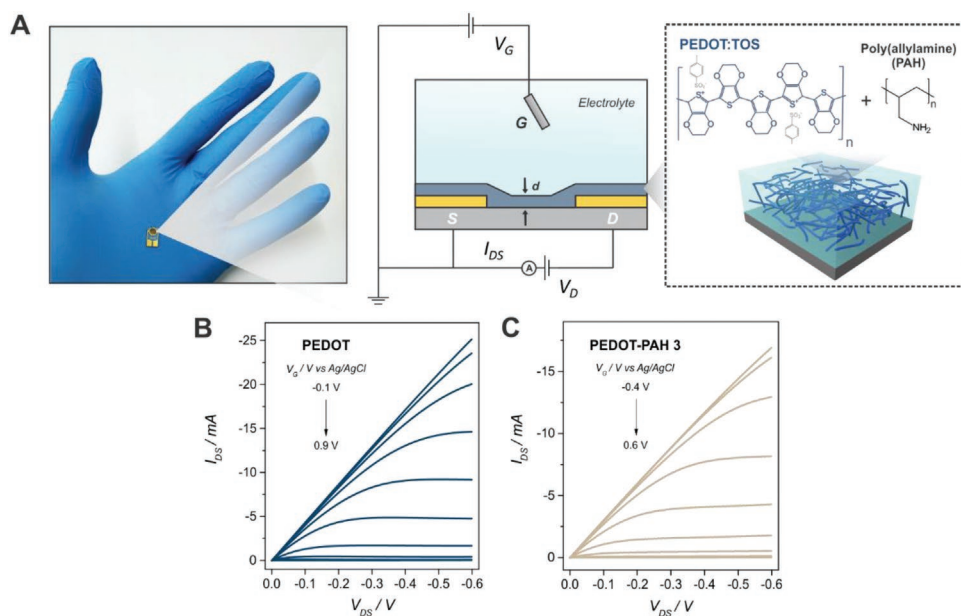 A
V_G
Electrolyte
G
d
S
D
I_DS
A
V_D
PEDOT:TOS
Poly(allylamine)
(PAH)
SO₃⁻
S⁺
S
S
S
S⁺
S
O
O
SO₃⁻
n
+
n
NH₂
B
PEDOT
V_G / V vs Ag/AgCl
-0.1 V
0.9 V
I_DS / mA
-25
-20
-15
-10
-5
0
0.0 -0.1 -0.2 -0.3 -0.4 -0.5 -0.6
V_DS / V
C
PEDOT-PAH 3
V_G / V vs Ag/AgCl
-0.4 V
0.6 V
I_DS / mA
-15
-10
-5
0
0.0 -0.1 -0.2 -0.3 -0.4 -0.5 -0.6
V_DS / V